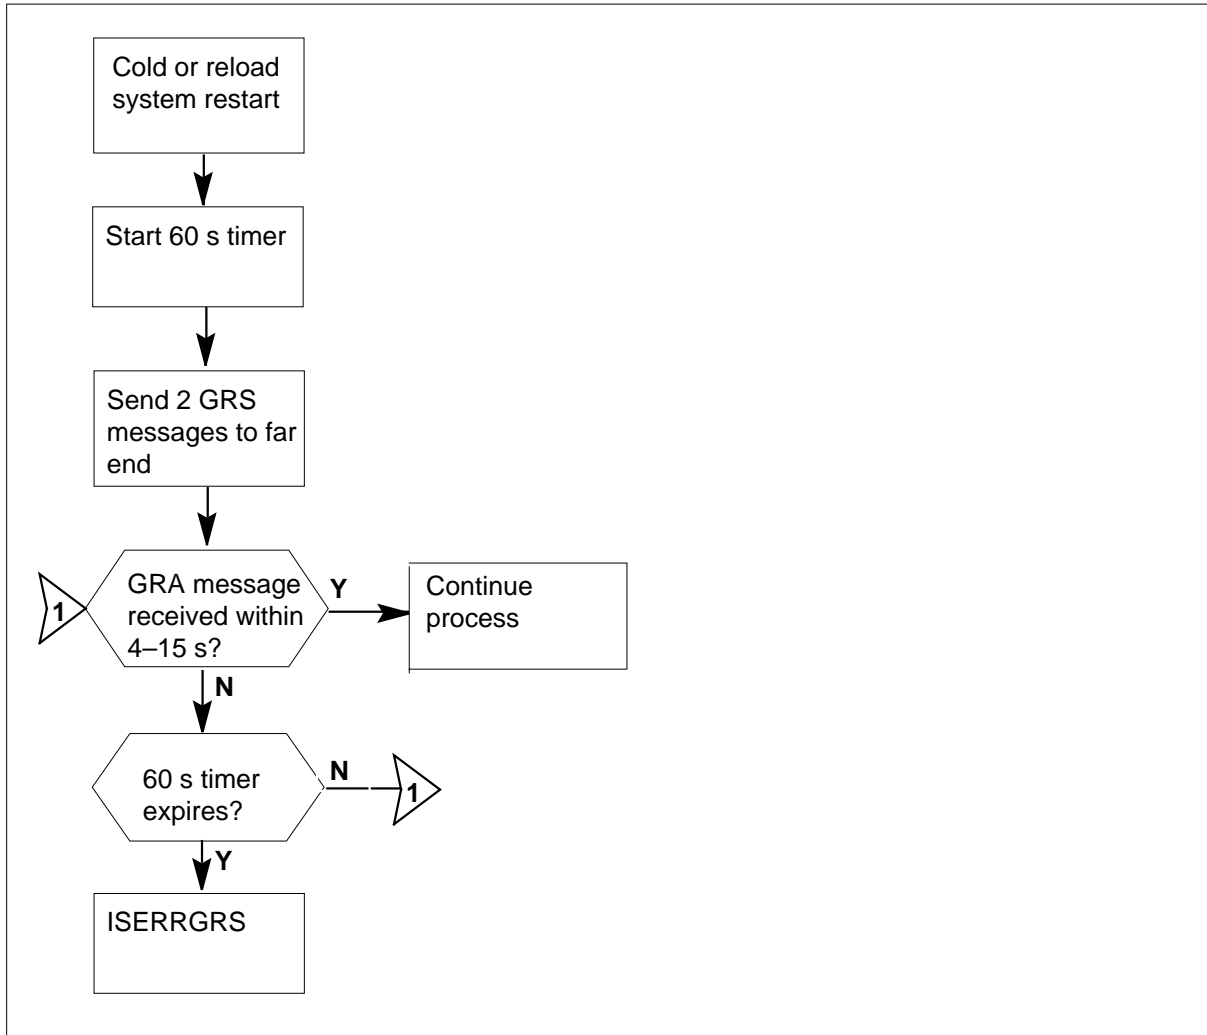 Cold or reload
system restart
Start 60 s timer
Send 2 GRS
messages to far
end
1
GRA message
received within
4–15 s?
Y
Continue
process
N
60 s timer
expires?
N
1
Y
ISERRGRS